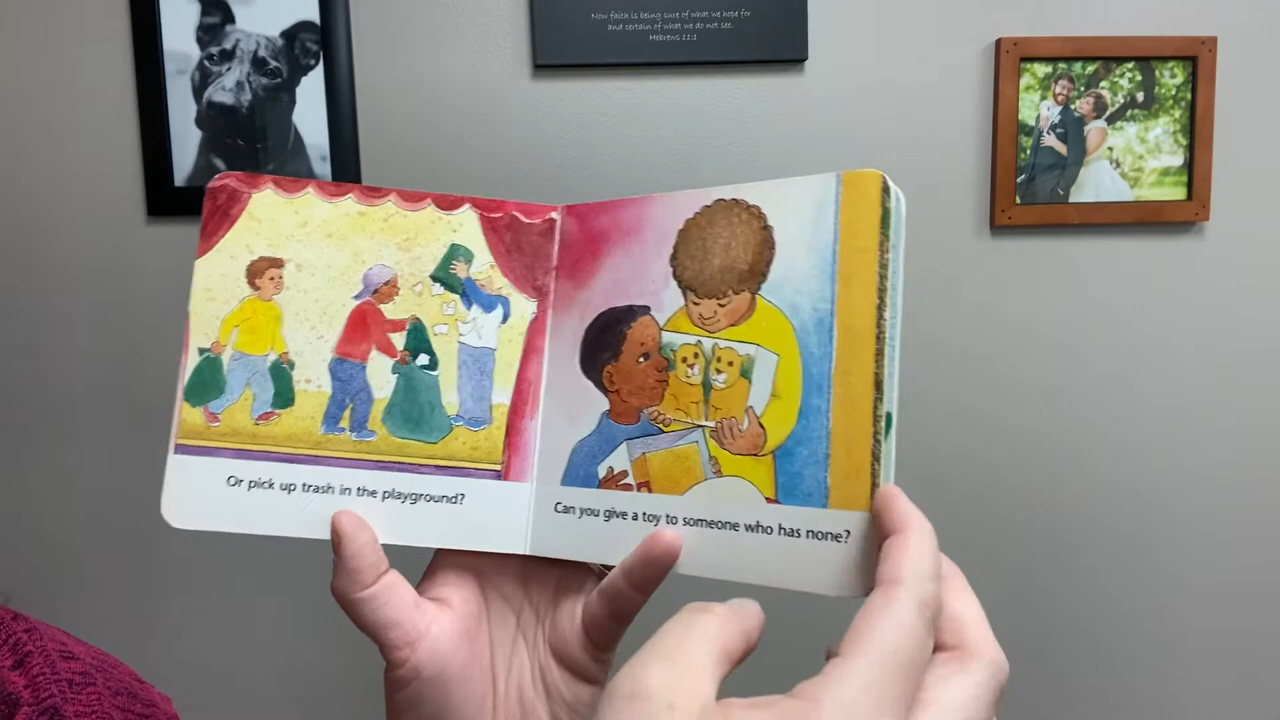 Now faith is being sure of what we hope for
and certain of what we do not see.
Hebrews 11:1
Or pick up trash in the playground?
Can you give a toy to someone who has none?